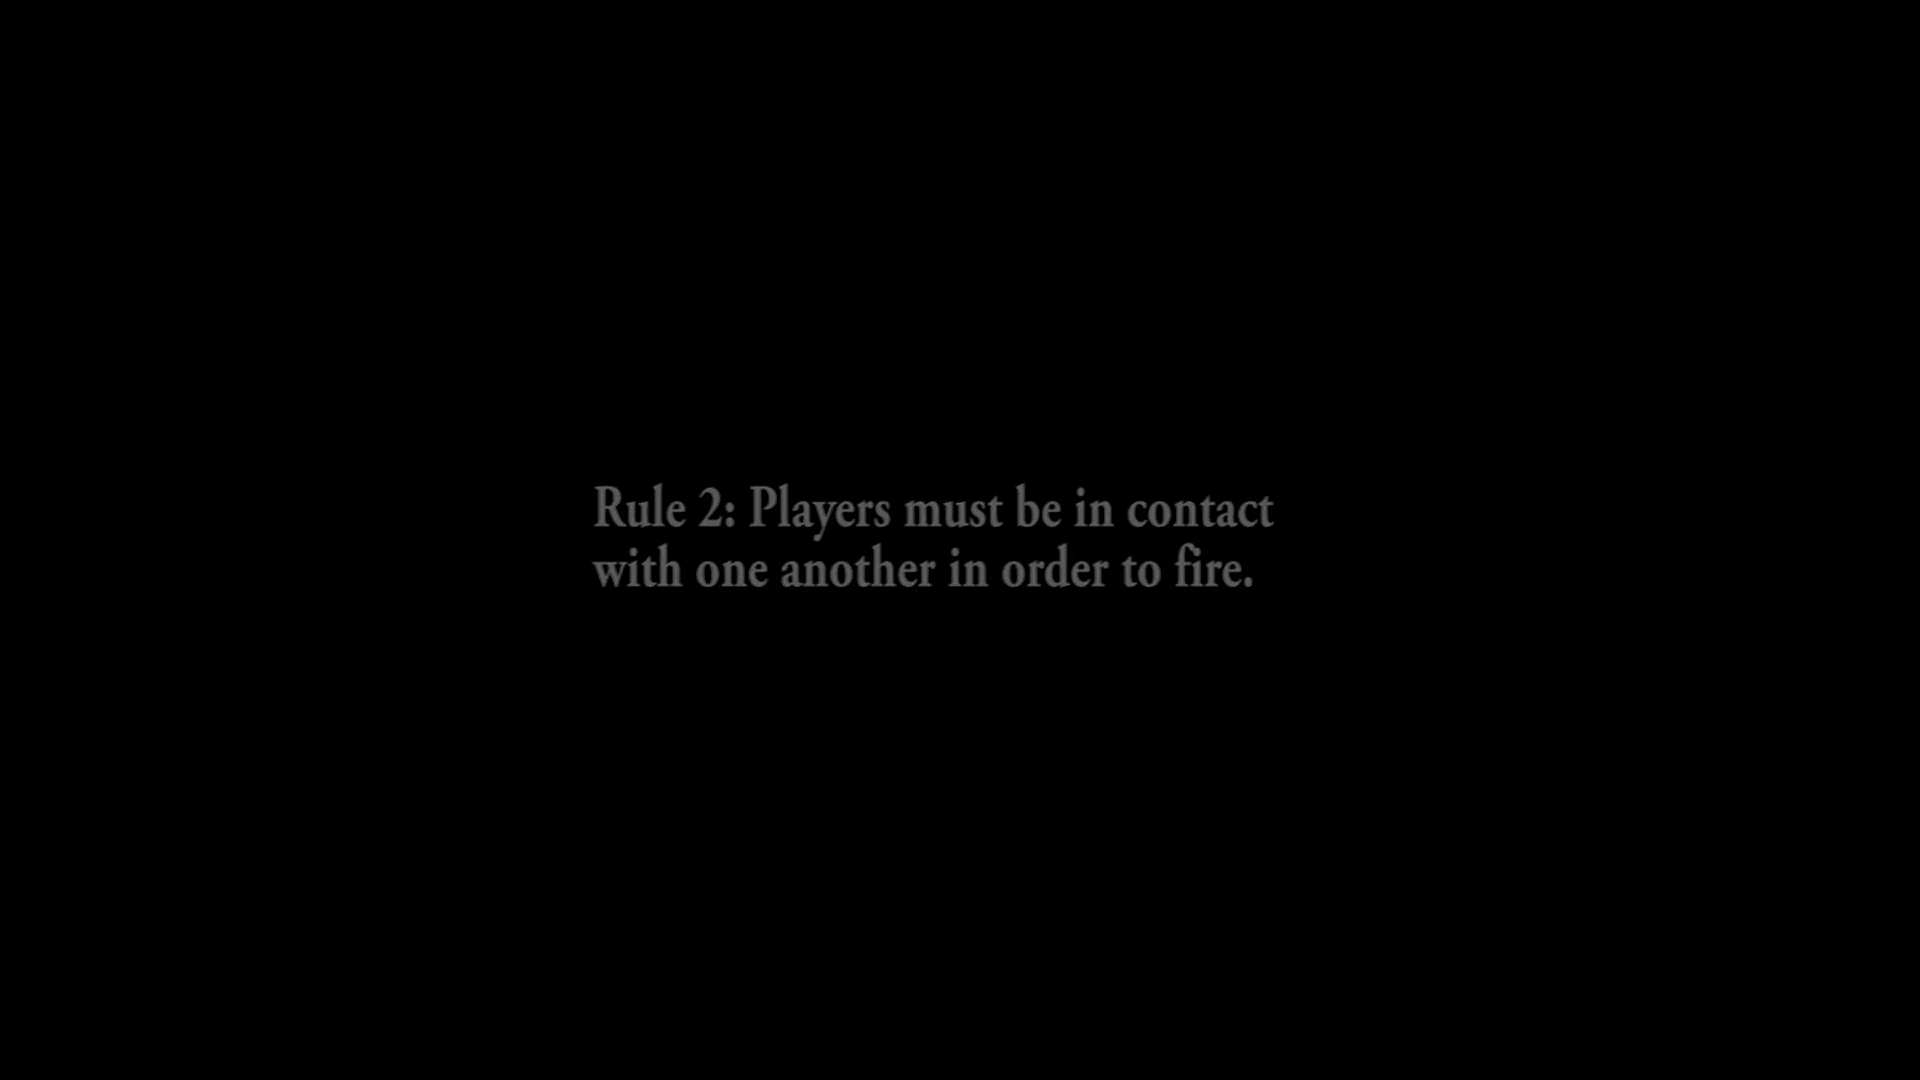 Rule 2: Players must be in contact
with one another in order to fire.